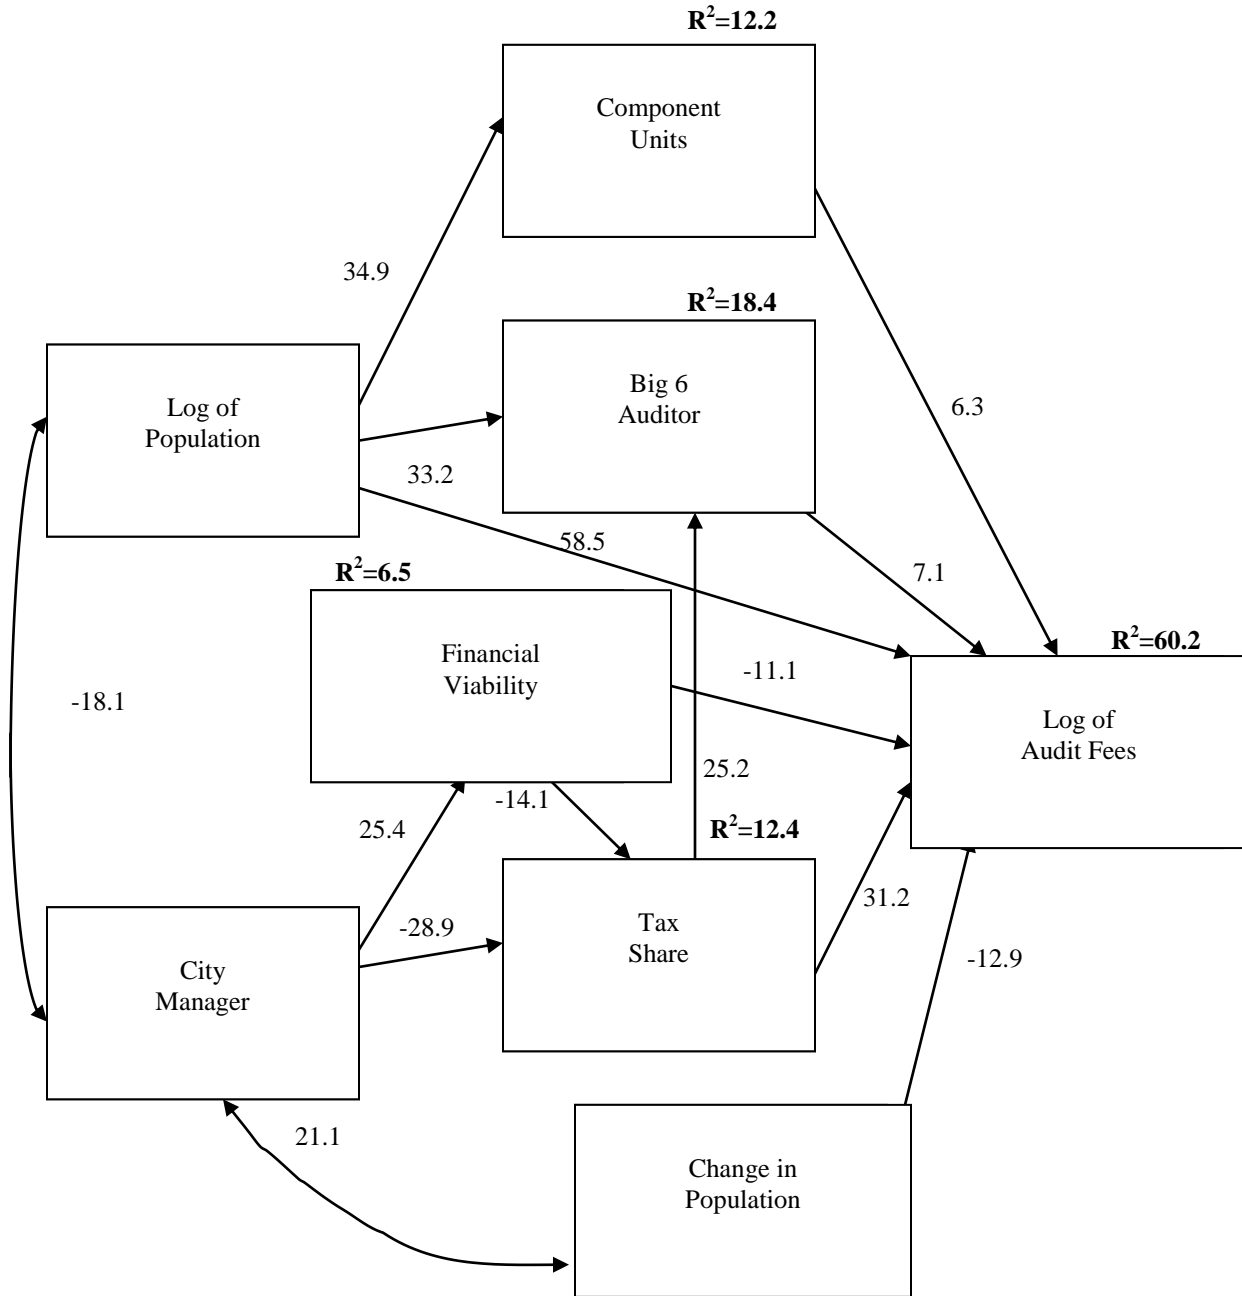 R²=12.2
Component
Units
34.9
R²=18.4
Big 6
Auditor
Log of
Population
6.3
33.2
58.5
R²=6.5
7.1
R²=60.2
Financial
Viability
-11.1
-18.1
Log of
Audit Fees
25.2
-14.1
25.4
R²=12.4
31.2
Tax
Share
-28.9
-12.9
City
Manager
21.1
Change in
Population